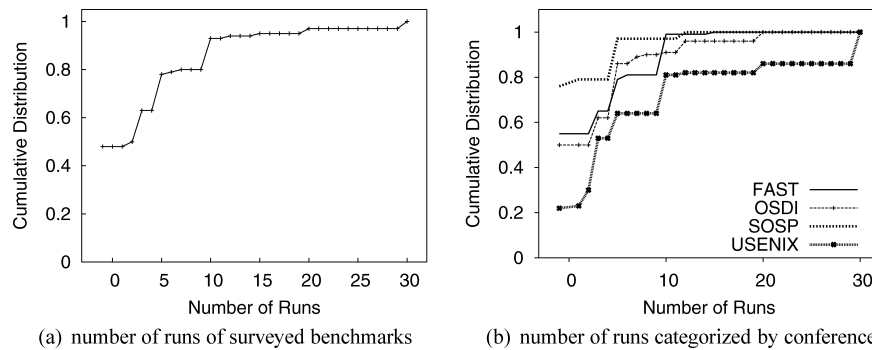 1
0.8
0.6
0.4
0.2
0
Cumulative Distribution
0 5 10 15 20 25 30
Number of Runs
(a) number of runs of surveyed benchmarks
1
0.8
0.6
0.4
0.2
0
Cumulative Distribution
FAST
OSDI
SOSP
USENIX
0 10 20 30
Number of Runs
(b) number of runs categorized by conference